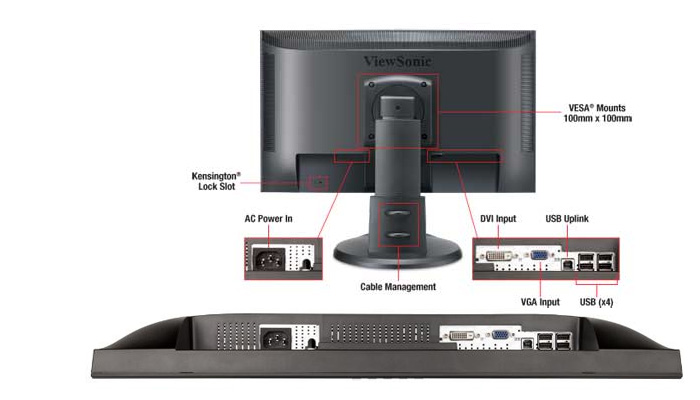 ViewSonic
VESA® Mounts
100mm x 100mm
Kensington®
Lock Slot
AC Power In
DVI Input
USB Uplink
Cable Management
VGA Input
USB (x4)